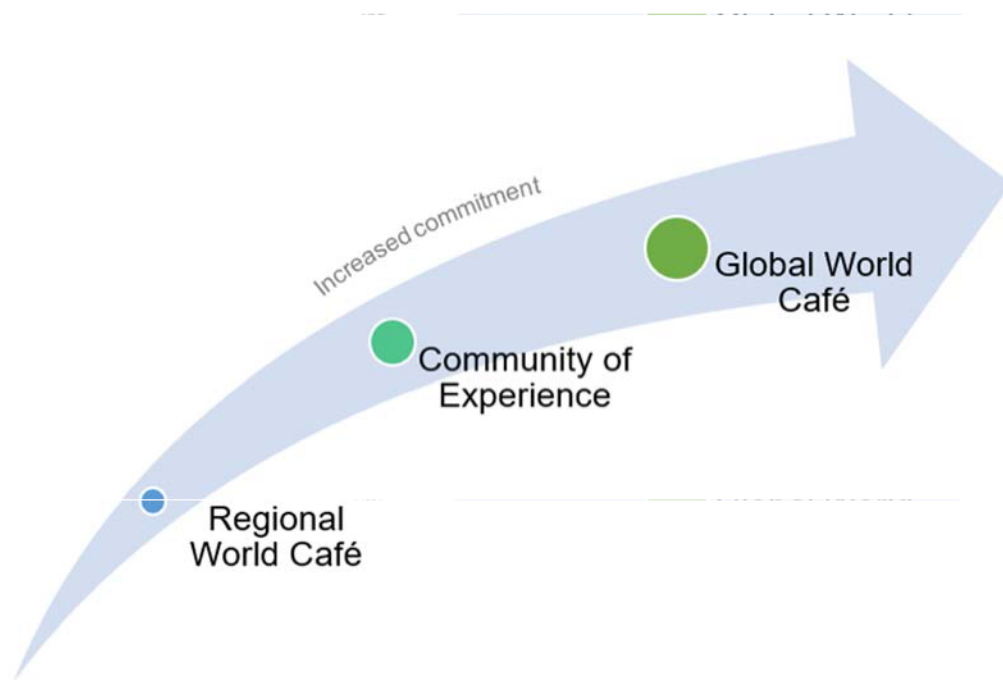 Increased commitment
Global World
Café
Community of
Experience
Regional
World Café